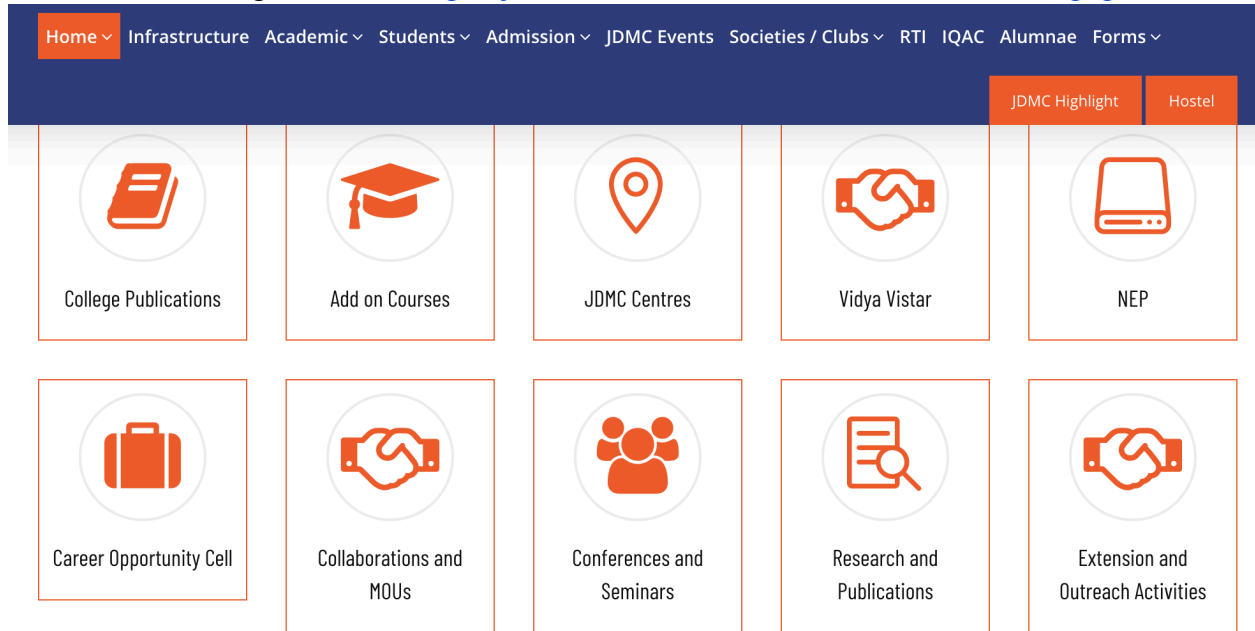 Home Infrastructure Academic Students Admission JDMC Events Societies / Clubs RTI IQAC Alumnae Forms
JDMC Highlight Hostel
College Publications Add on Courses JDMC Centres Vidya Vistar NEP
Career Opportunity Cell Collaborations and Conferences and Research and Extension and
MOUs Seminars Publications Outreach Activities